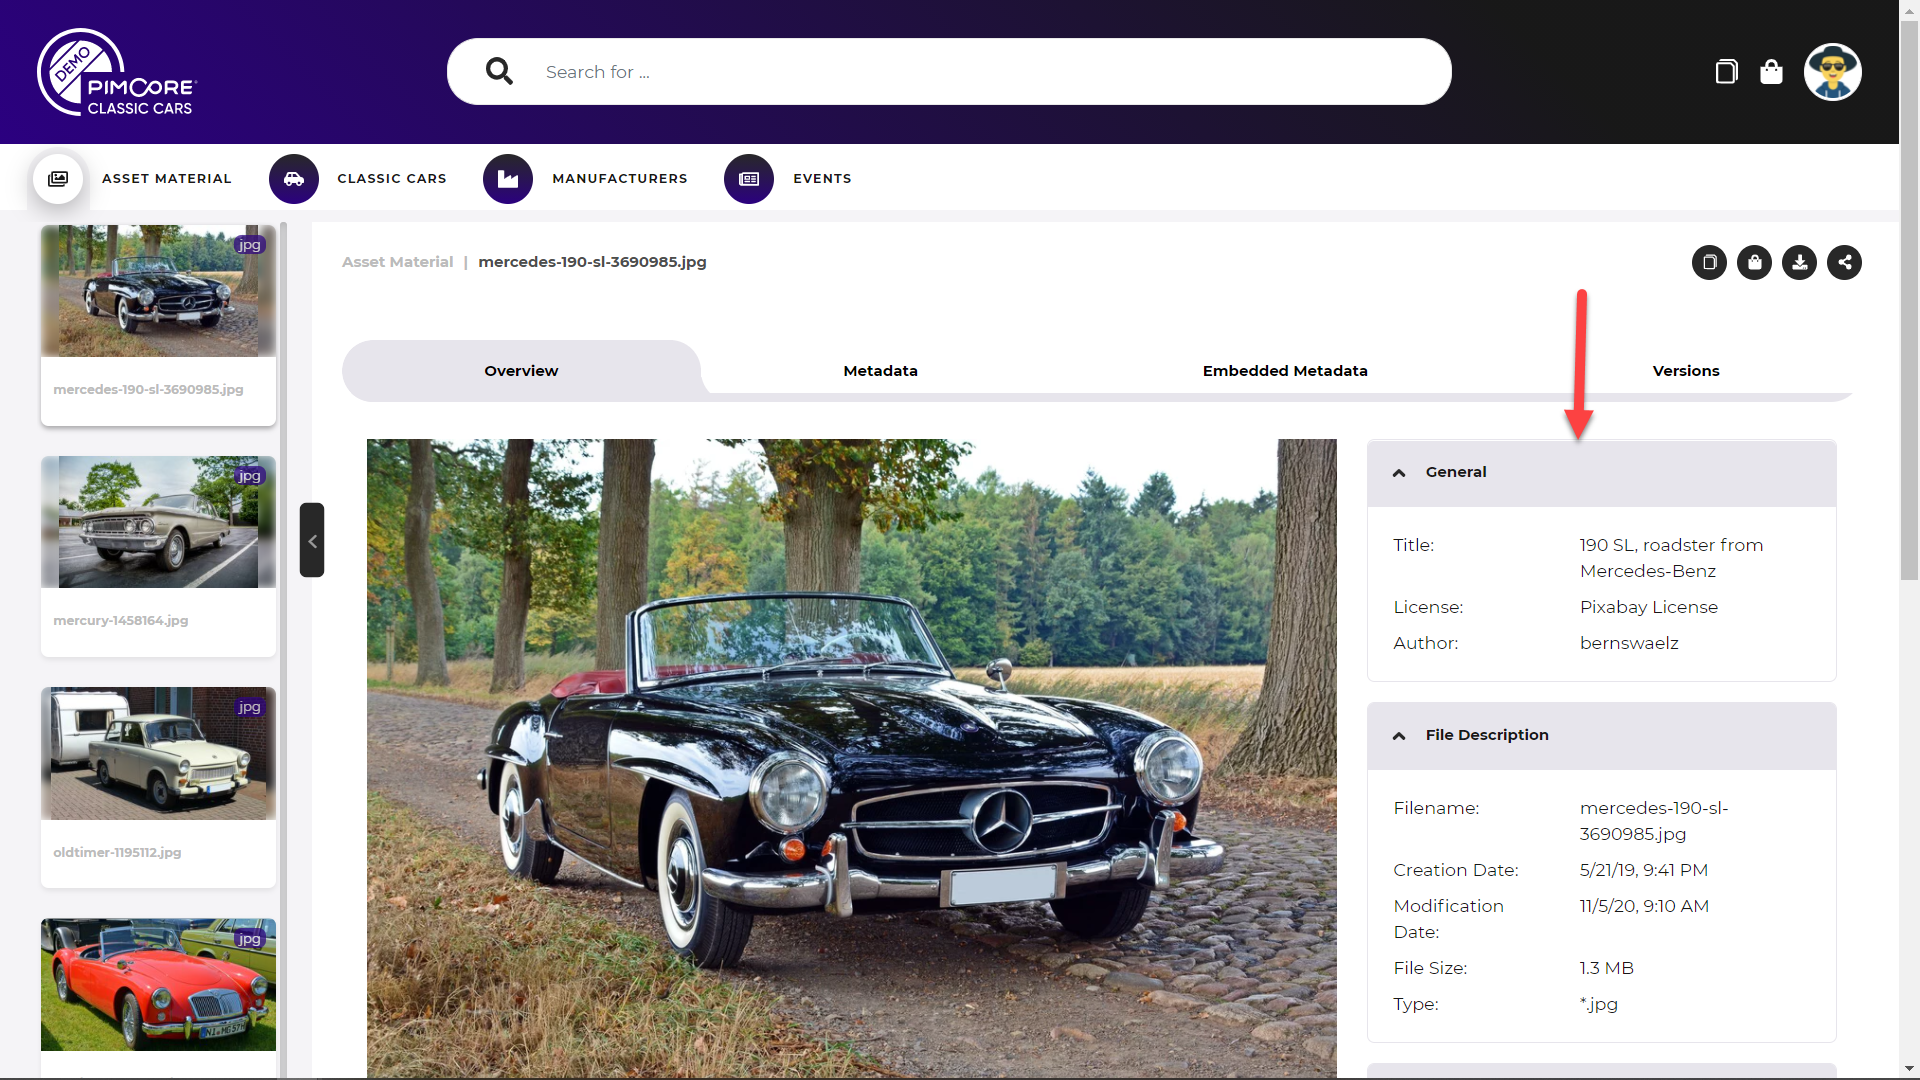 DEMO
PIMCORE
CLASSIC CARS
Search for ...
ASSET MATERIAL
CLASSIC CARS
MANUFACTURERS
EVENTS
jpg
mercedes-190-sl-3690985.jpg
jpg
mercury-1458164.jpg
jpg
oldtimer-1195112.jpg
jpg
Asset Material | mercedes-190-sl-3690985.jpg
Overview
Metadata
Embedded Metadata
Versions
General
Title: 190 SL, roadster from
Mercedes-Benz
License: Pixabay License
Author: bernswaelz
File Description
Filename: mercedes-190-sl-
3690985.jpg
Creation Date: 5/21/19, 9:41 PM
Modification 11/5/20, 9:10 AM
Date:
File Size: 1.3 MB
Type: *.jpg